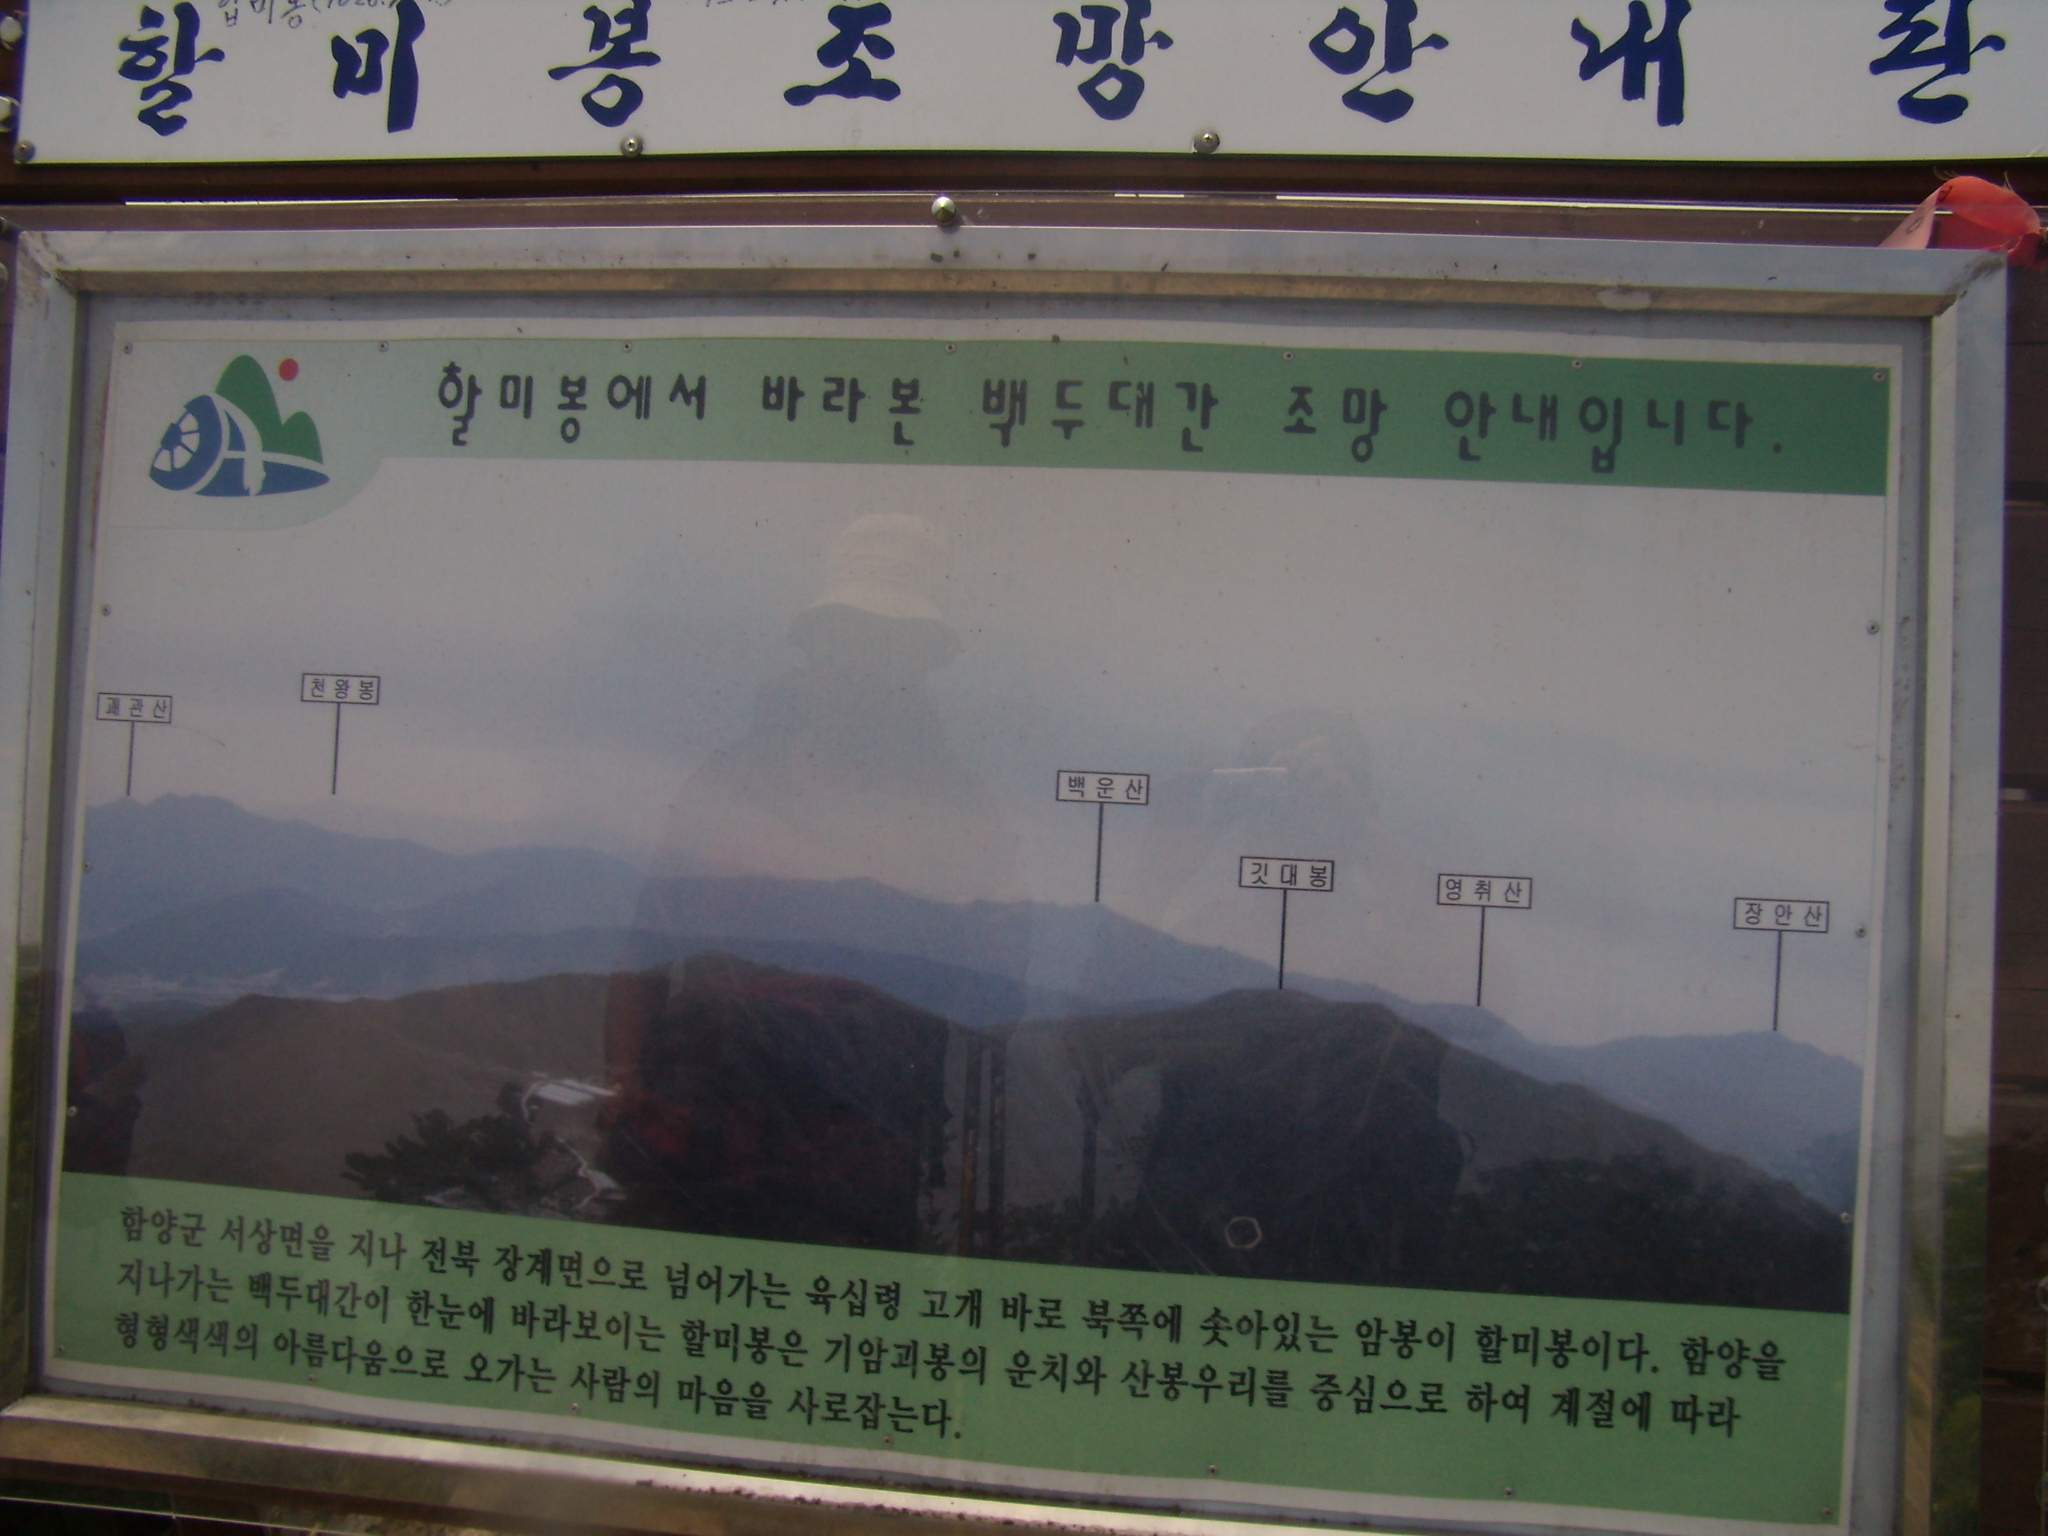 할미봉조망안내판
할미봉에서 바라본 백두대간 조망 안내입니다.
괘관산
천왕봉
백운산
깃대봉
영취산
장안산
함양군 서상면을 지나 전북 장계면으로 넘어가는 육십령 고개 바로 북쪽에 솟아있는 암봉이 할미봉이다. 함양을
지나가는 백두대간이 한눈에 바라보이는 할미봉은 기암괴봉의 운치와 산봉우리를 중심으로 하여 계절에 따라
형형색색의 아름다움으로 오가는 사람의 마음을 사로잡는다.